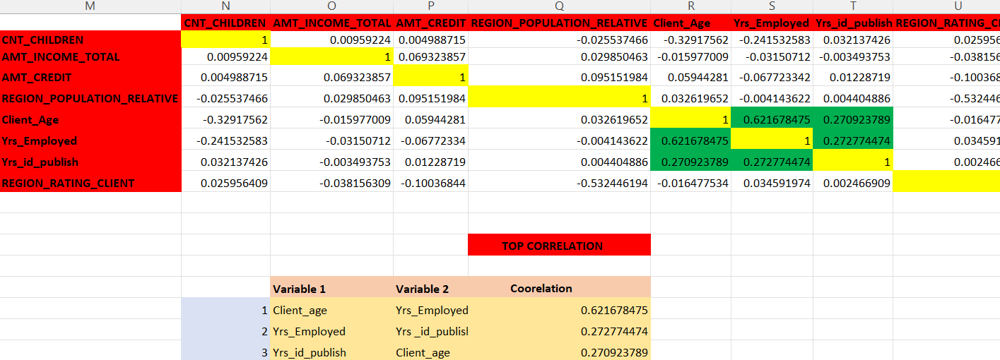 M N O P Q R S T U
CNT_CHILDREN AMT_INCOME_TOTAL AMT_CREDIT REGION_POPULATION_RELATIVE Client_Age Yrs_Employed Yrs_id_publish REGION_RATING_CL
CNT_CHILDREN 1 0.00959224 0.004988715 -0.025537466 -0.32917562 -0.241532583 0.032137426 0.025956
AMT_INCOME_TOTAL 0.00959224 1 0.069323857 0.029850463 -0.015977009 -0.03150712 -0.003493753 -0.038156
AMT_CREDIT 0.004988715 0.069323857 1 0.095151984 0.05944281 -0.067723342 0.01228719 -0.100368
REGION_POPULATION_RELATIVE -0.025537466 0.029850463 0.095151984 1 0.032619652 -0.004143622 0.004404886 -0.532446
Client_Age -0.32917562 -0.015977009 0.05944281 0.032619652 1 0.621678475 0.270923789 -0.016477
Yrs_Employed -0.241532583 -0.03150712 -0.06772334 -0.004143622 0.621678475 1 0.272774474 0.034591
Yrs_id_publish 0.032137426 -0.003493753 0.01228719 0.004404886 0.270923789 0.272774474 1 0.002466
REGION_RATING_CLIENT 0.025956409 -0.038156309 -0.10036844 -0.532446194 -0.016477534 0.034591974 0.002466909
TOP CORRELATION
Variable 1 Variable 2 Coorelation
1 Client_age Yrs_Employed 0.621678475
2 Yrs_Employed Yrs _id_publis 0.272774474
3 Yrs_id_publish Client_age 0.270923789